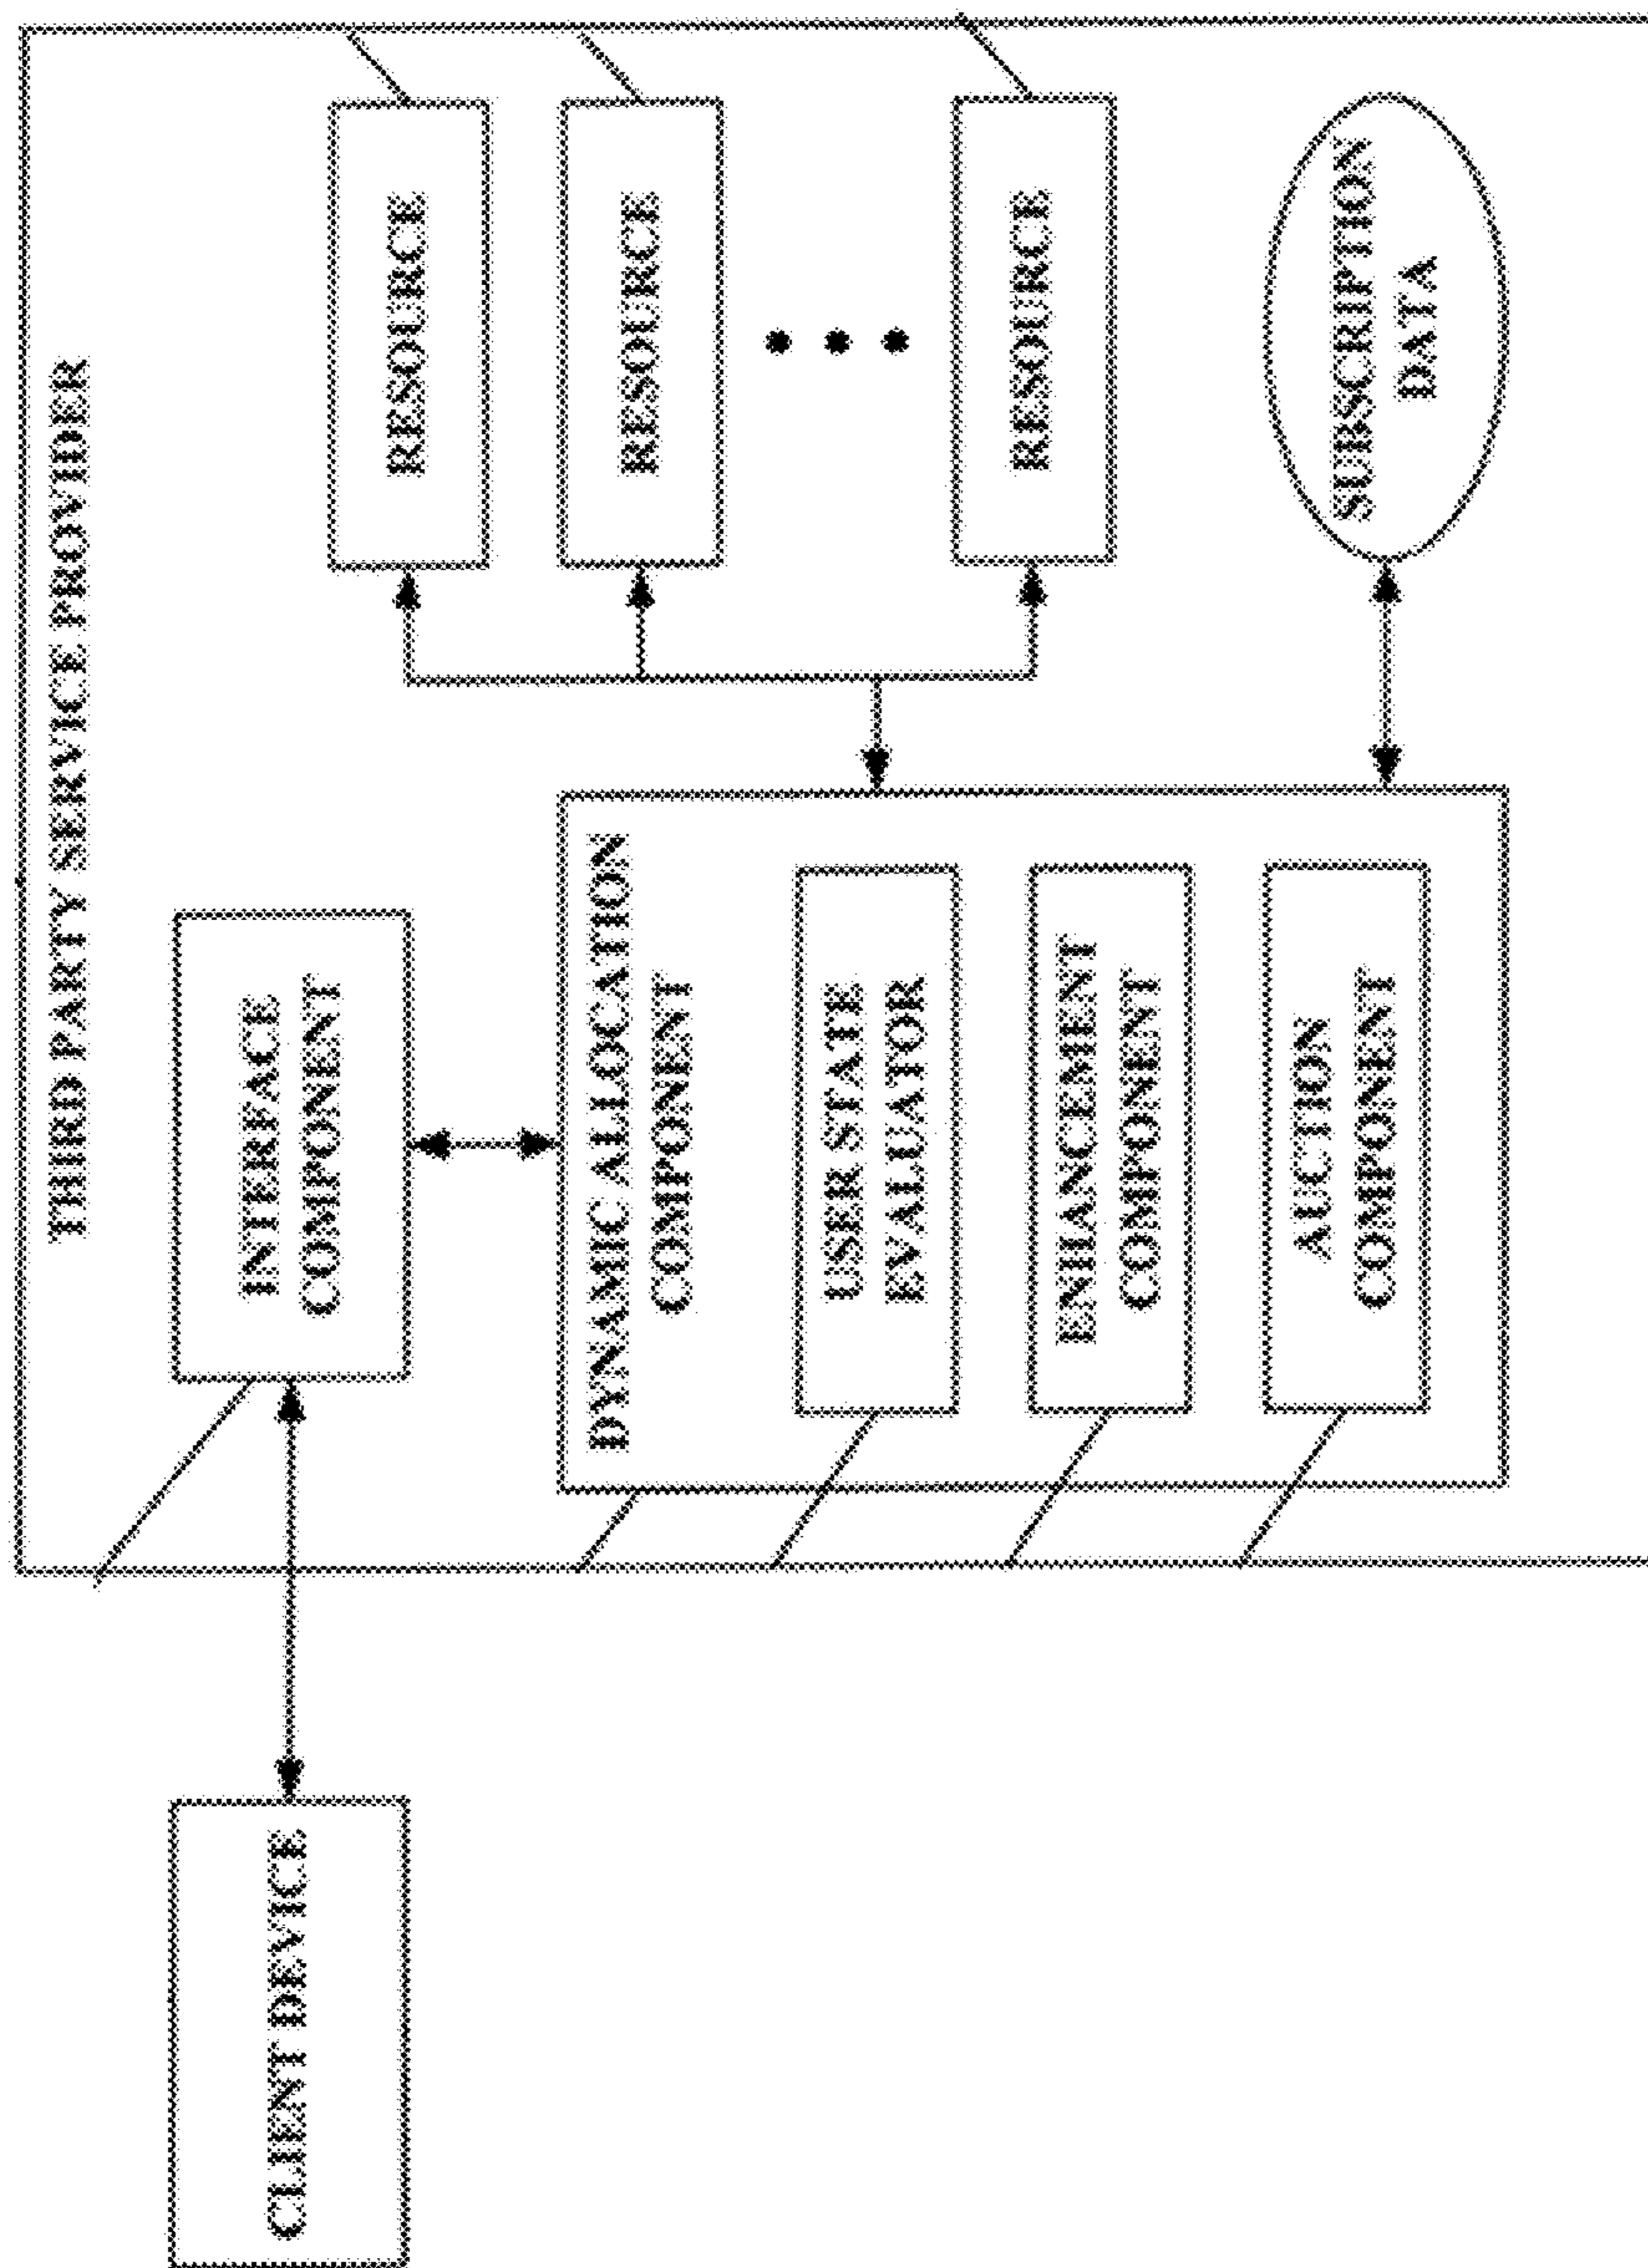 THIRD PARTY SERVICE PROVIDER
CLIENT DEVICE
INTERFACE
COMPONENT
DYNAMIC ALLOCATION
COMPONENT
USER STATE
EVALUATOR
ENHANCEMENT
COMPONENT
AUCTION
COMPONENT
RESOURCE
RESOURCE
RESOURCE
SUBSCRIPTION
DATA